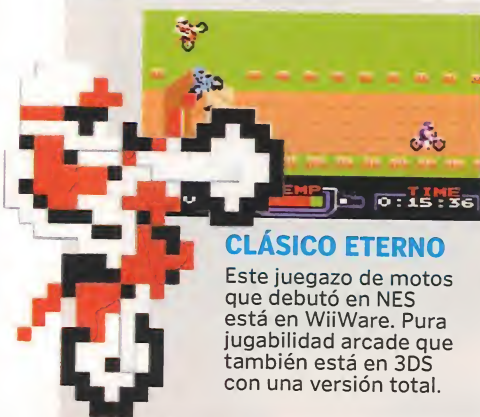 EMP
TIME
0:15:36
CLÁSICO ETERNO
Este juegazo de motos
que debutó en NES
está en WiiWare. Pura
jugabilidad arcade que
también está en 3DS
con una versión total.